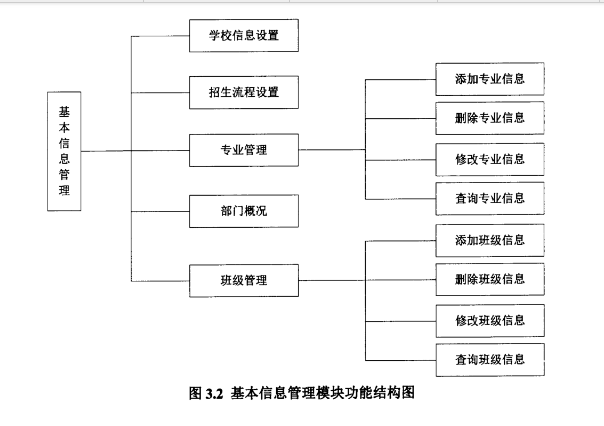 学校信息设置
招生流程设置
基本信息管理
专业管理
部门概况
班级管理
添加专业信息
删除专业信息
修改专业信息
查询专业信息
添加班级信息
删除班级信息
修改班级信息
查询班级信息
图 3.2 基本信息管理模块功能结构图